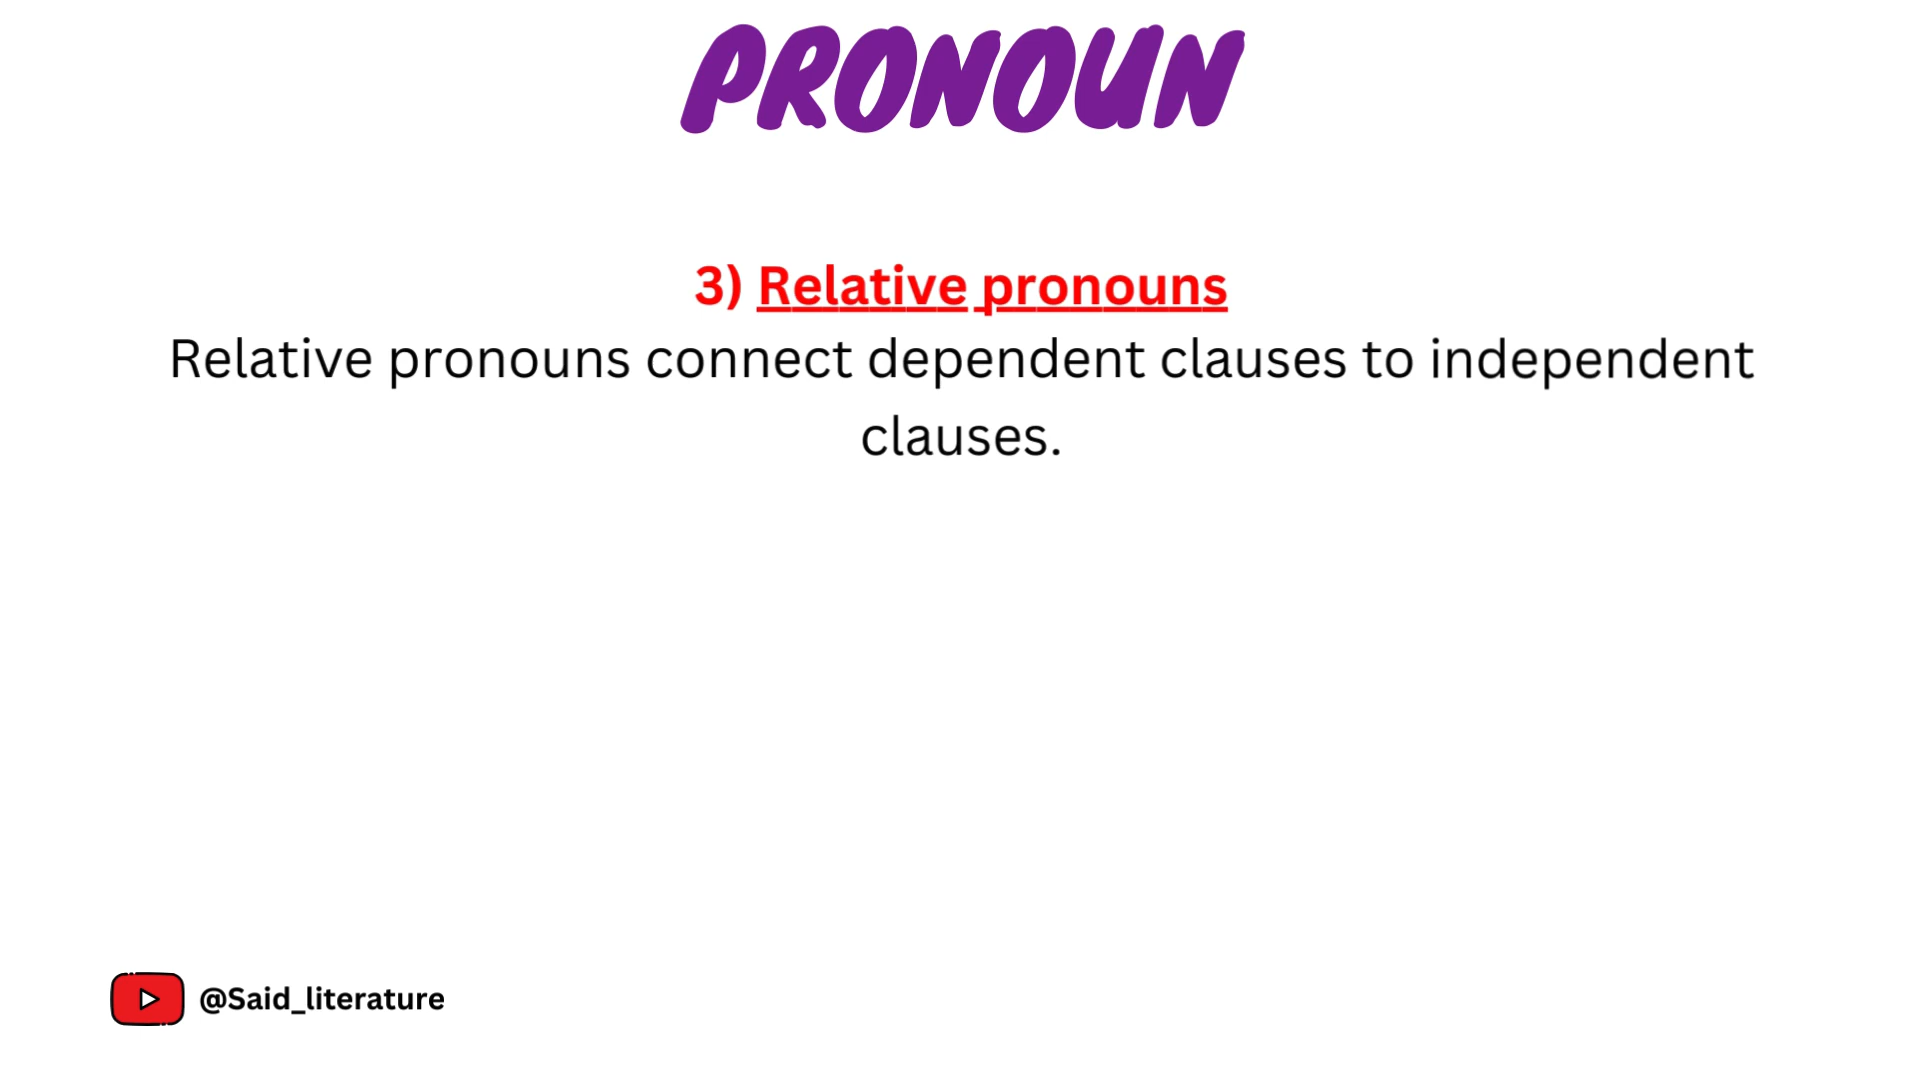 PRONOUN
3) Relative pronouns
Relative pronouns connect dependent clauses to independent
clauses.
@Said_literature